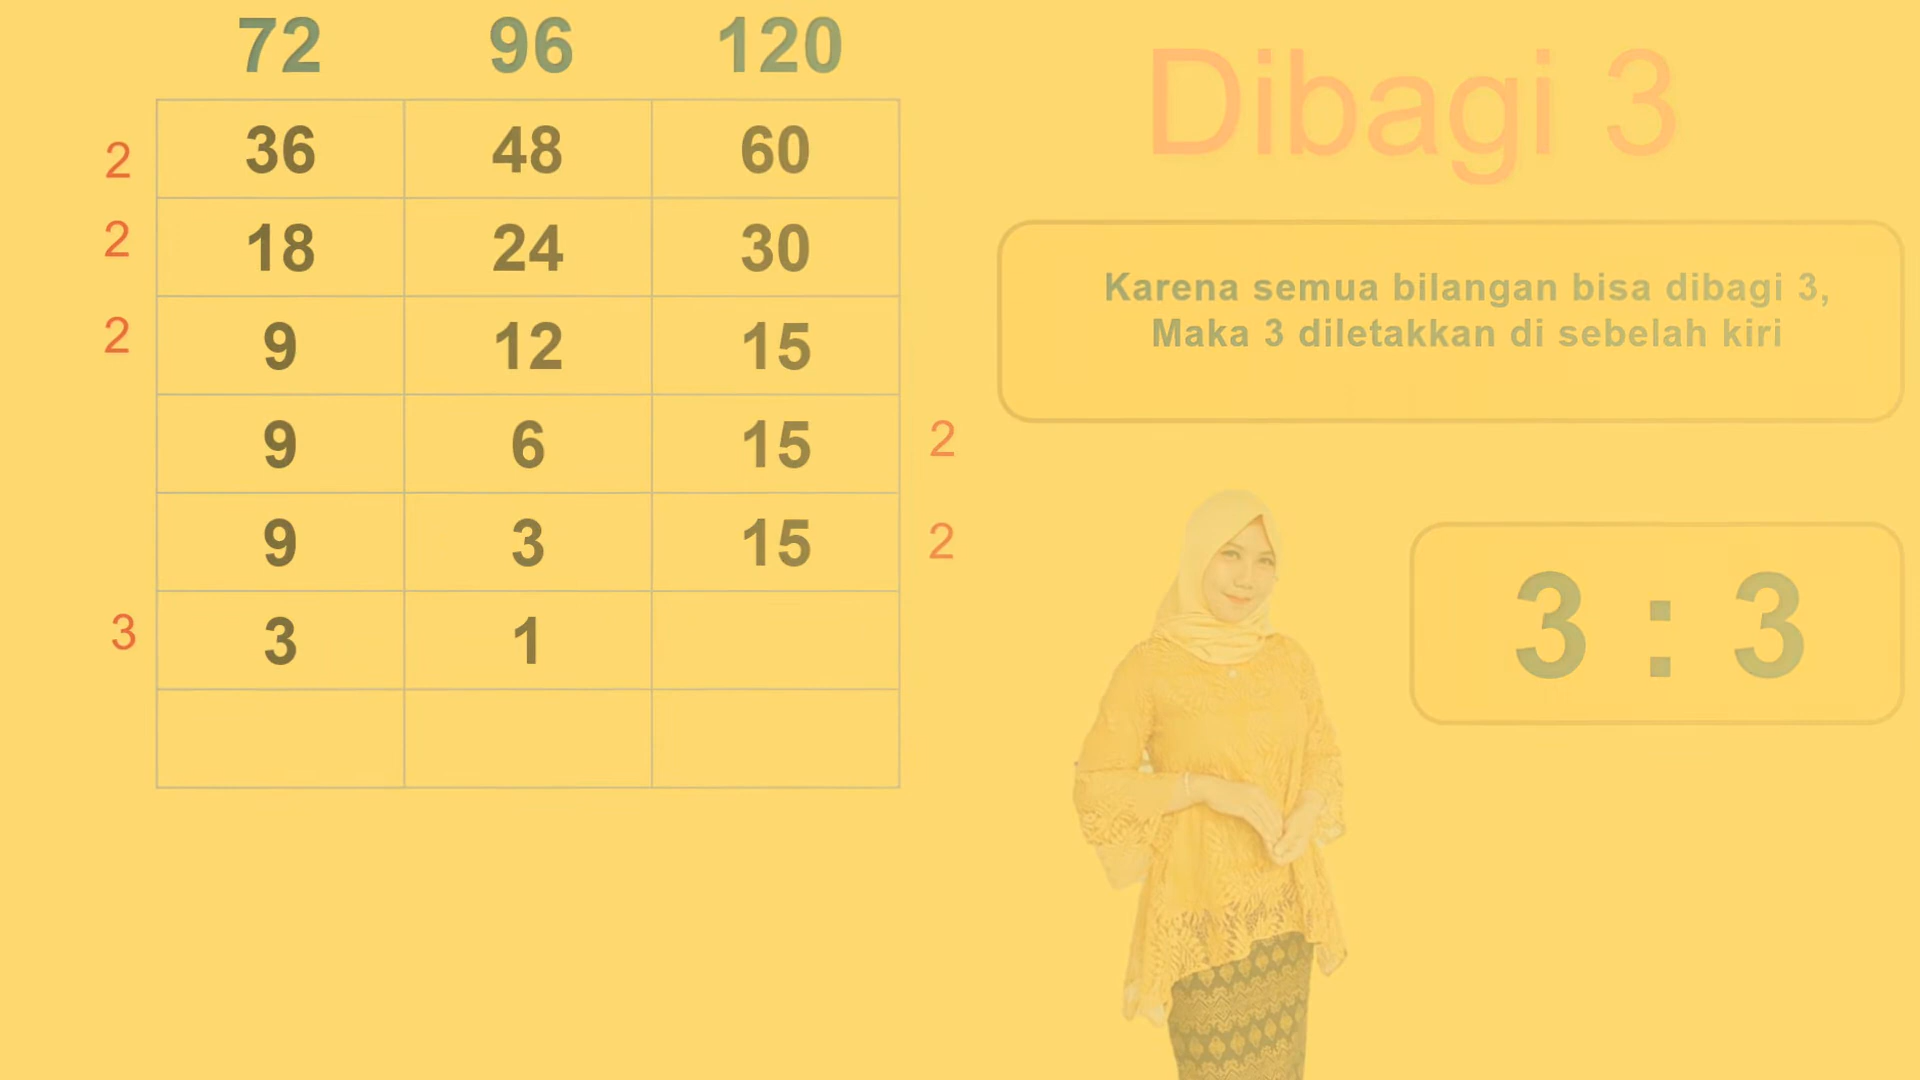 72 96 120
2 36 48 60
2 18 24 30
2 9 12 15
9 6 15 2
9 3 15 2
3 3 1
Dibagi 3
Karena semua bilangan bisa dibagi 3,
Maka 3 diletakkan di sebelah kiri
3 : 3